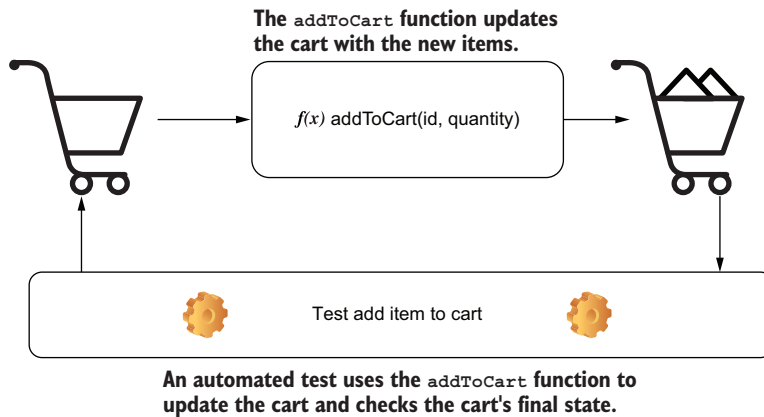 The addToCart function updates
the cart with the new items.
f(x) addToCart(id, quantity)
Test add item to cart
An automated test uses the addToCart function to
update the cart and checks the cart's final state.